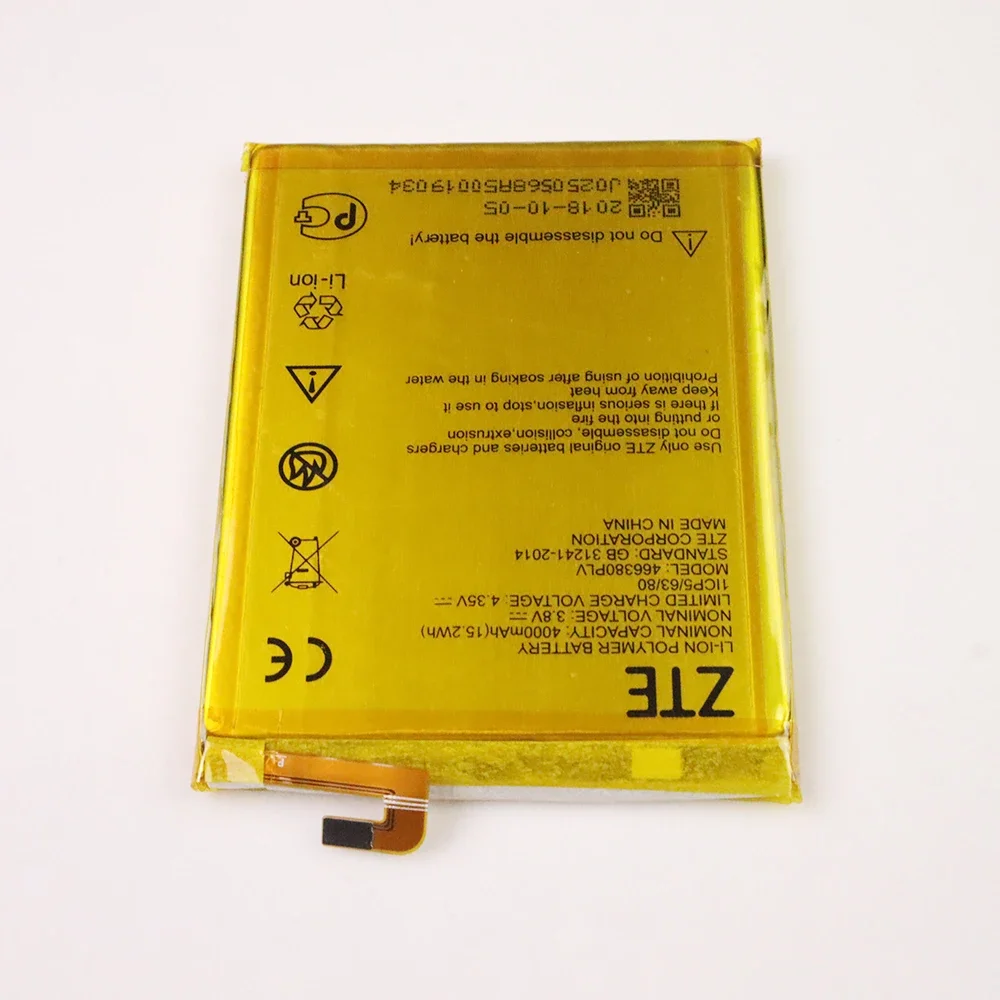 ZTE
LI-ION POLYMER BATTERY
NOMINAL CAPACITY: 4000mAh(15.2Wh)
NOMINAL VOLTAGE: 3.8V
LIMITED CHARGE VOLTAGE: 4.35V
1ICP5/63/80
MODEL: 466380PLV
STANDARD: GB 31241-2014
ZTE CORPORATION
MADE IN CHINA
CE
Use only ZTE original batteries and chargers
Do not disassemble, collision,extrusion
or putting into the fire
If there is serious inflasion,stop to use it
Keep away from heat
Prohibition of using after soaking in the water
Li-ion
Do not disassemble the battery!
2018-10-05
J0250568A50019034
PCT